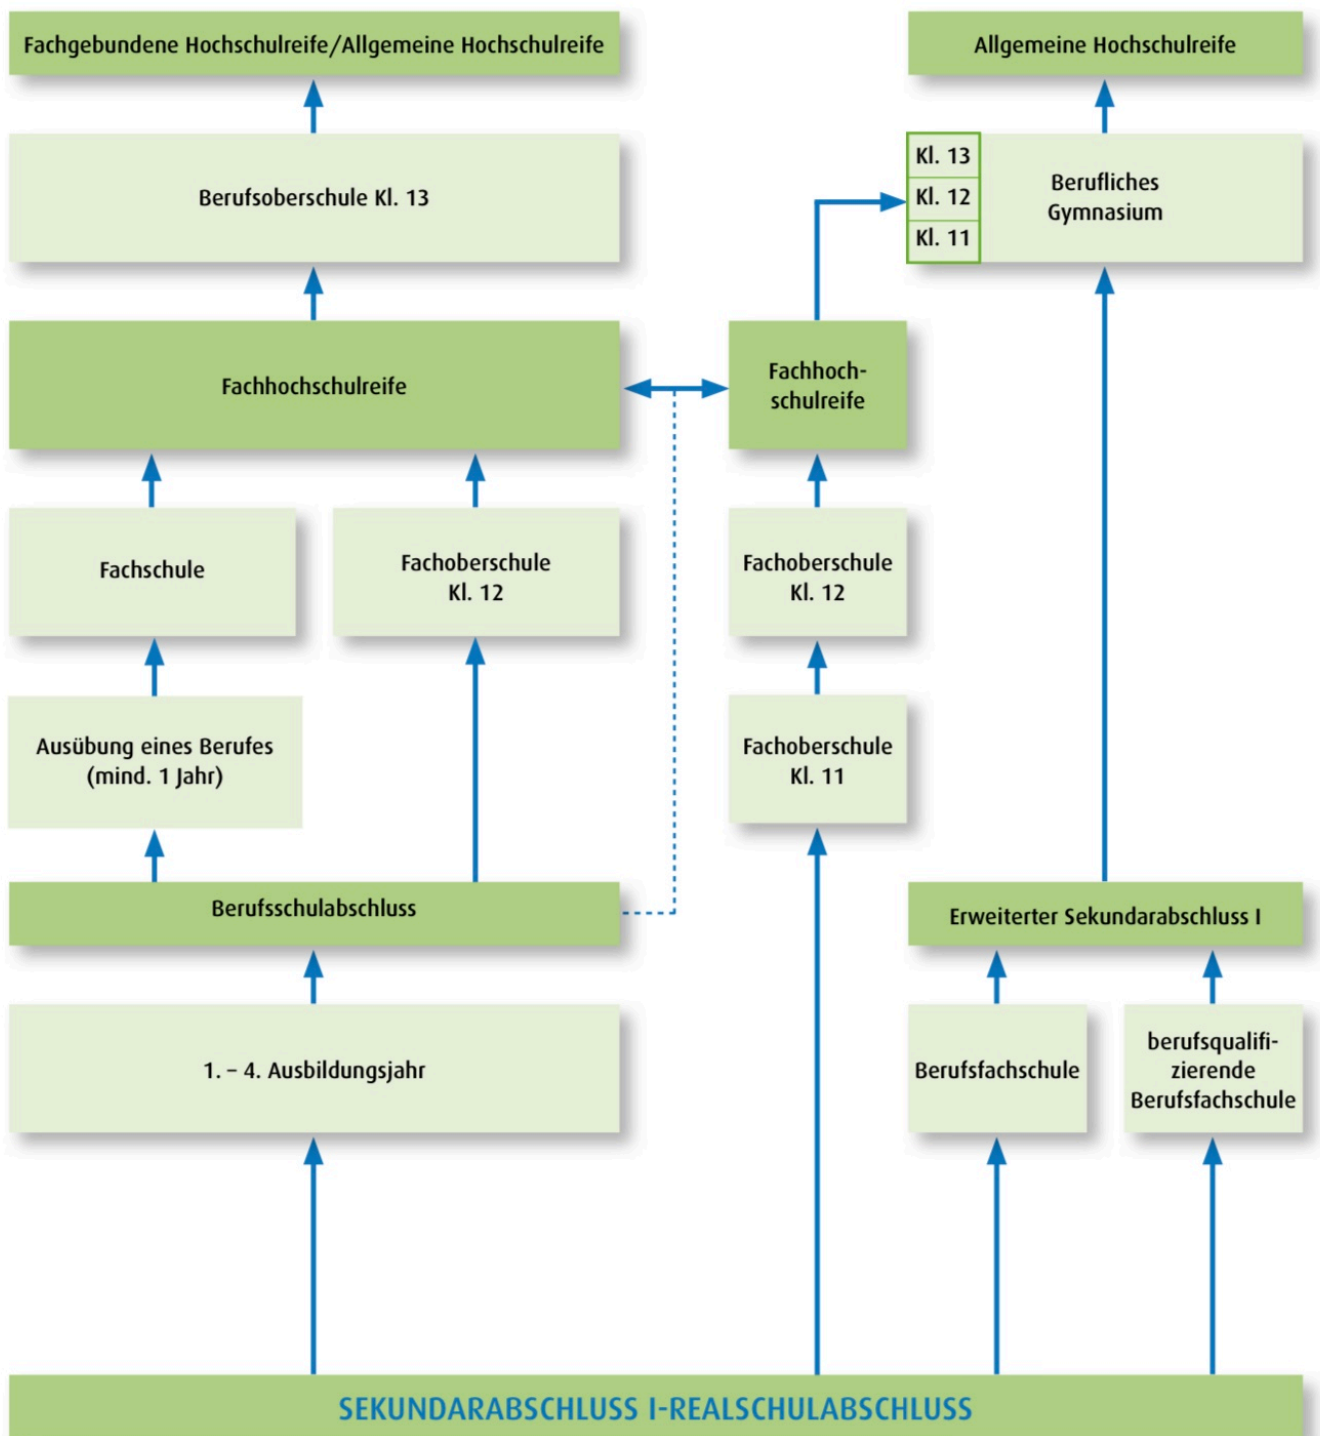 Fachgebundene Hochschulreife/Allgemeine Hochschulreife
Allgemeine Hochschulreife
Berufsoberschule Kl. 13
Kl. 13
Kl. 12
Kl. 11
Berufliches
Gymnasium
Fachhochschulreife
Fachhoch-
schulreife
Fachschule
Fachoberschule
Kl. 12
Fachoberschule
Kl. 12
Ausübung eines Berufes
(mind. 1 Jahr)
Fachoberschule
Kl. 11
Berufsschulabschluss
Erweiterter Sekundarabschluss I
1. – 4. Ausbildungsjahr
Berufsfachschule
berufsqualifi-
zierende
Berufsfachschule
SEKUNDARABSCHLUSS I-REALSCHULABSCHLUSS